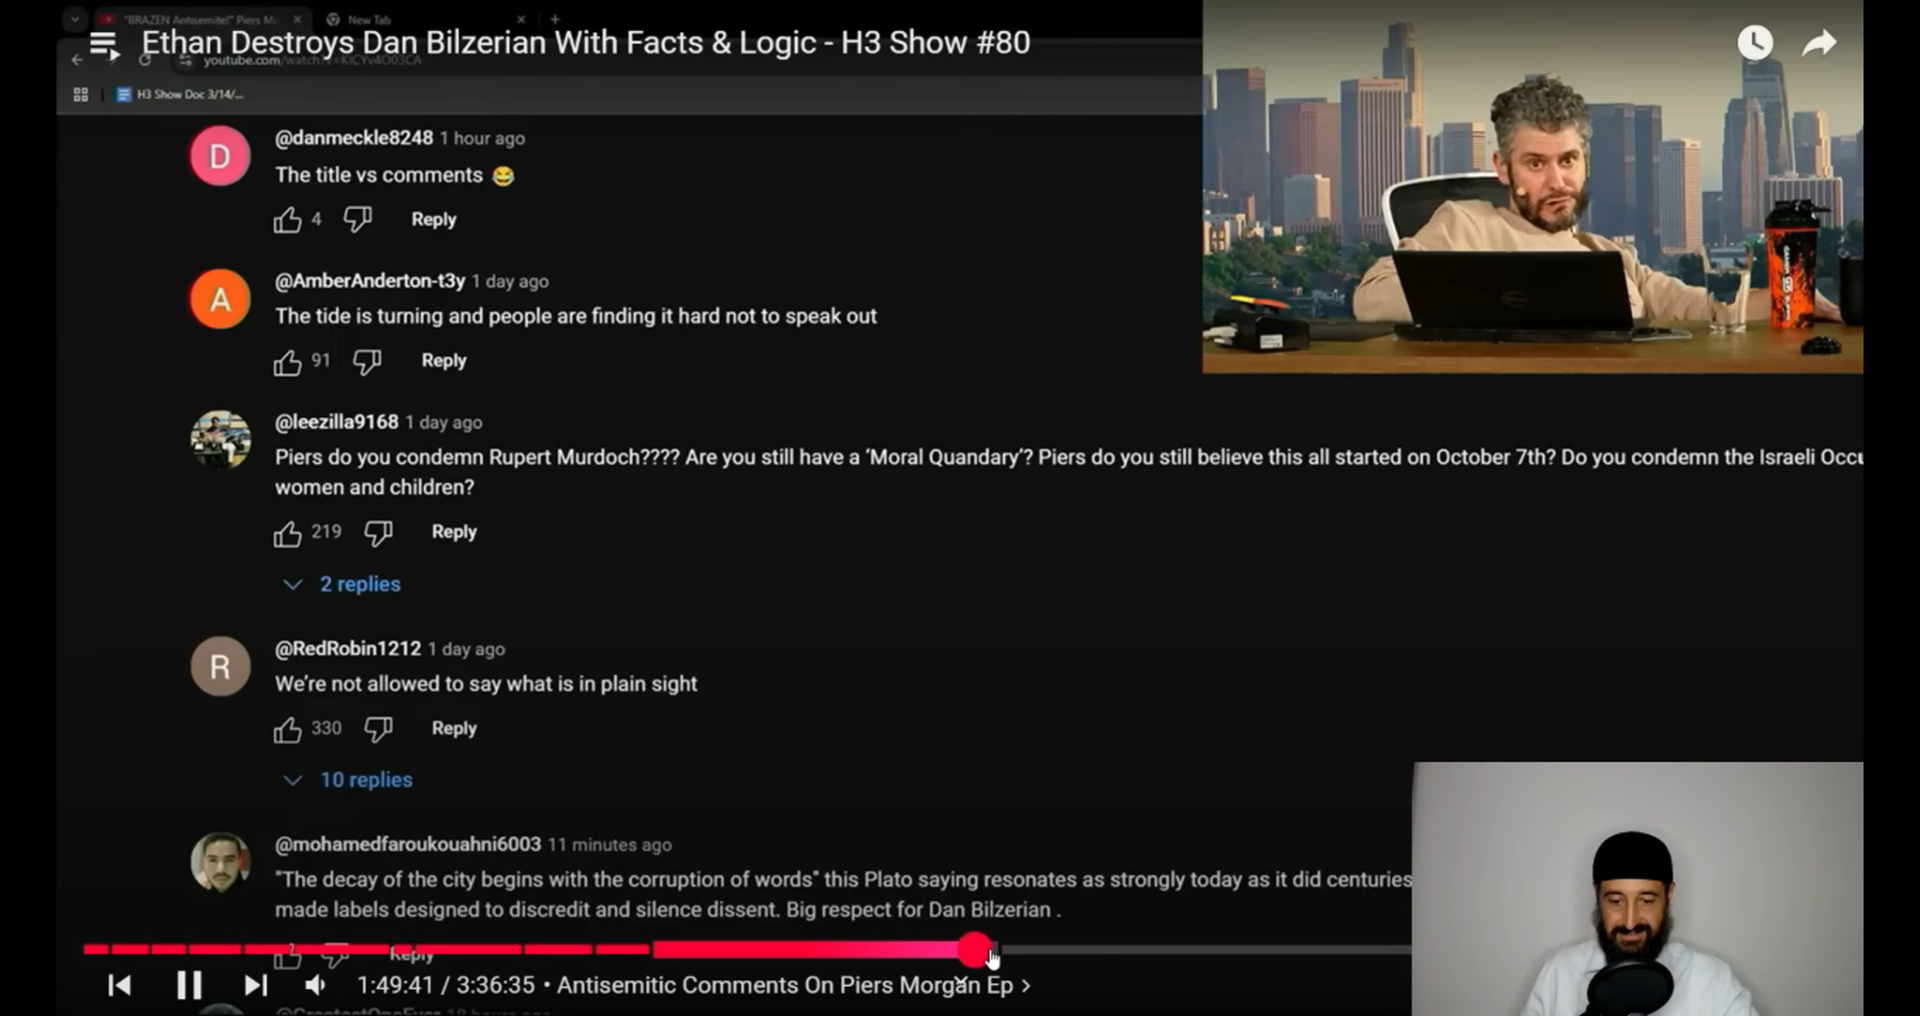 "BRAZEN Antisemite!" Piers M
New Tab
Ethan Destroys Dan Bilzerian With Facts & Logic - H3 Show #80
H3 Show Doc 3/14/...
D
@danmeckle8248 1 hour ago
The title vs comments 😂
4 Reply
A
@AmberAnderton-t3y 1 day ago
The tide is turning and people are finding it hard not to speak out
91 Reply
@leezilla9168 1 day ago
Piers do you condemn Rupert Murdoch???? Are you still have a 'Moral Quandary'? Piers do you still believe this all started on October 7th? Do you condemn the Israeli Occu
women and children?
219 Reply
2 replies
R
@RedRobin1212 1 day ago
We're not allowed to say what is in plain sight
330 Reply
10 replies
@mohamedfaroukouahni6003 11 minutes ago
"The decay of the city begins with the corruption of words" this Plato saying resonates as strongly today as it did centuries
made labels designed to discredit and silence dissent. Big respect for Dan Bilzerian .
Reply
1:49:41 / 3:36:35 • Antisemitic Comments On Piers Morgan Ep >